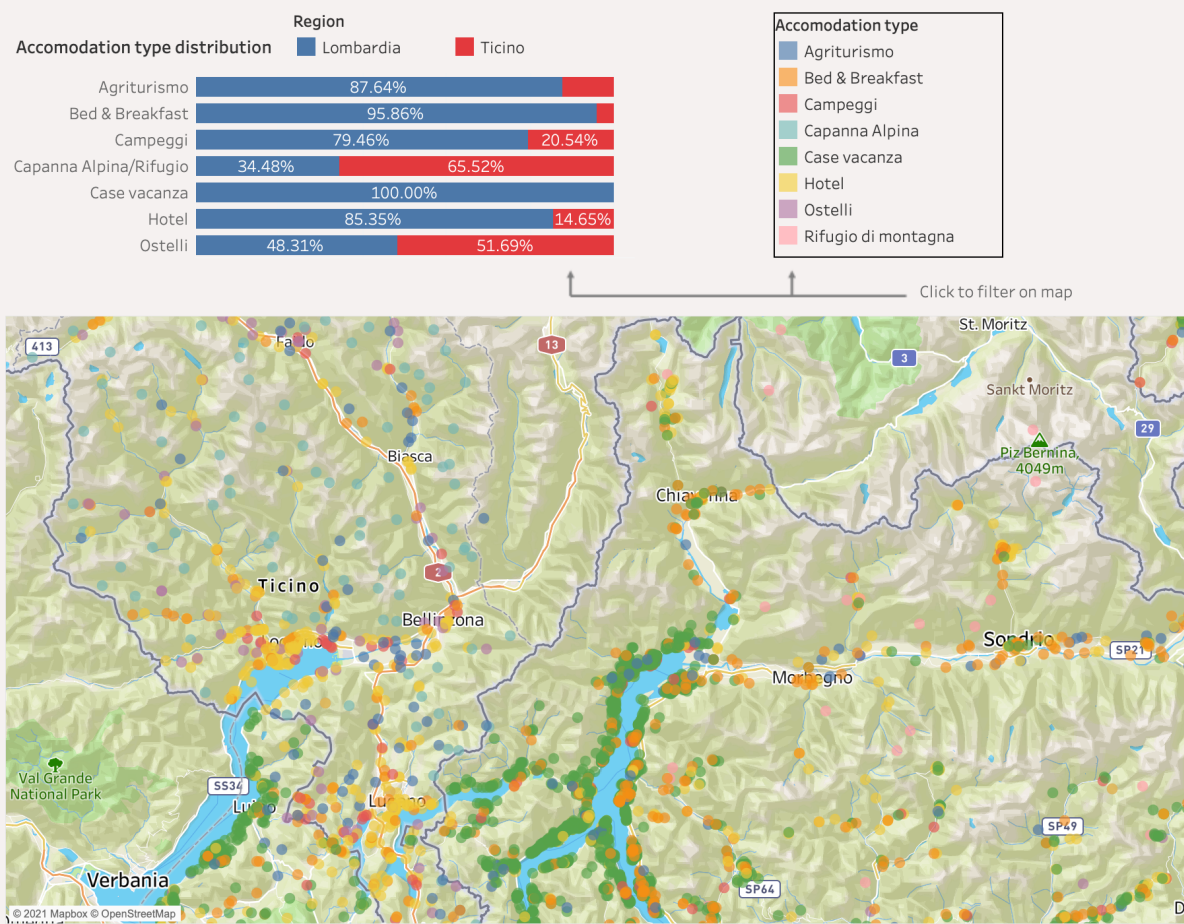 Region
Accomodation type distribution
Lombardia
Ticino
Agriturismo
87.64%
Bed & Breakfast
95.86%
Campeggi
79.46%
20.54%
Capanna Alpina/Rifugio
34.48%
65.52%
Case vacanza
100.00%
Hotel
85.35%
14.65%
Ostelli
48.31%
51.69%
Accomodation type
Agriturismo
Bed & Breakfast
Campeggi
Capanna Alpina
Case vacanza
Hotel
Ostelli
Rifugio di montagna
Click to filter on map
St. Moritz
413
13
3
Sankt Moritz
29
Biasca
Piz Bernina
4049m
2
Ticino
Bellinzona
Sondrio
SP21
Morbegno
Val Grande
National Park
SS34
SP49
Verbania
SP64
© 2021 Mapbox © OpenStreetMap